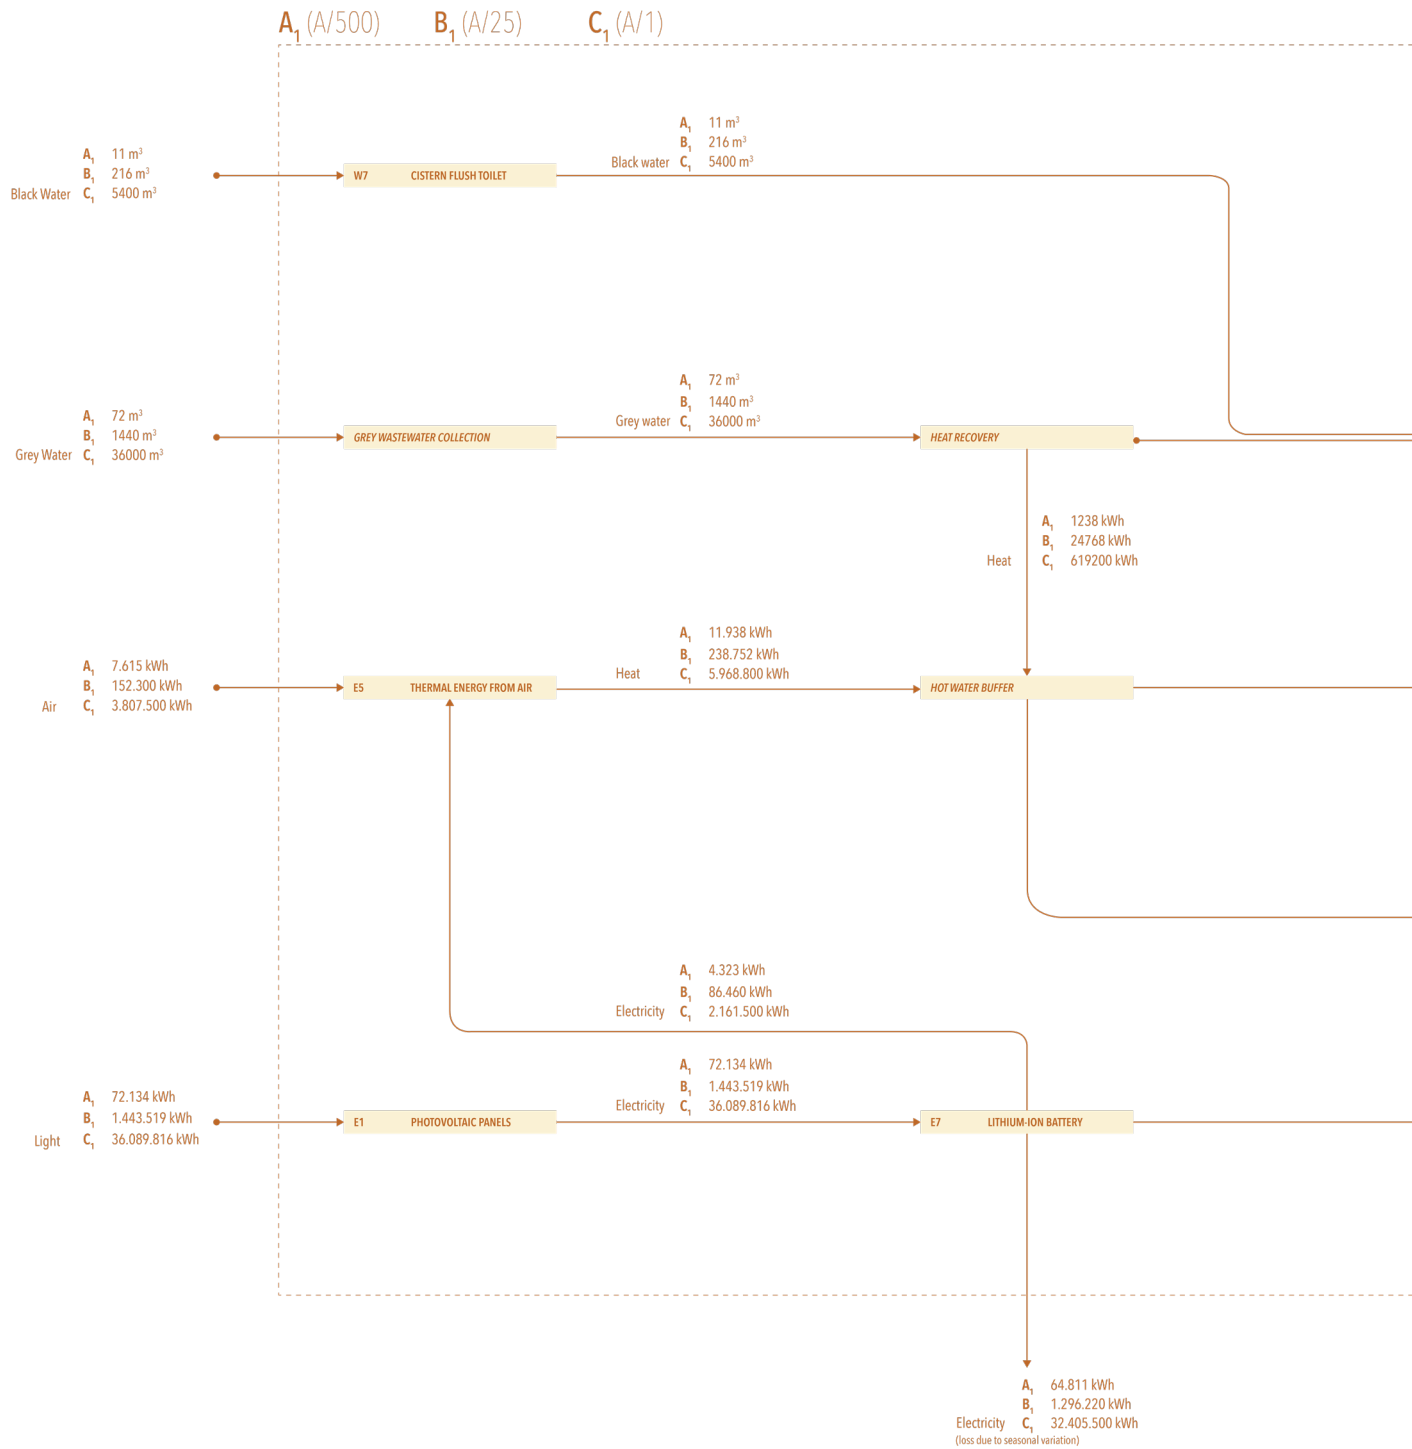 A1 (A/500) B1 (A/25) C1 (A/1)
A1 11 m³
B1 216 m³
Black water C1 5400 m³
A1 11 m³
B1 216 m³
Black Water C1 5400 m³
W7 CISTERN FLUSH TOILET
A1 72 m³
B1 1440 m³
Grey water C1 36000 m³
A1 72 m³
B1 1440 m³
Grey Water C1 36000 m³
GREY WASTEWATER COLLECTION
HEAT RECOVERY
A1 1238 kWh
B1 24768 kWh
Heat C1 619200 kWh
A1 11.938 kWh
B1 238.752 kWh
Heat C1 5.968.800 kWh
A1 7.615 kWh
B1 152.300 kWh
Air C1 3.807.500 kWh
E5 THERMAL ENERGY FROM AIR
HOT WATER BUFFER
A1 4.323 kWh
B1 86.460 kWh
Electricity C1 2.161.500 kWh
A1 72.134 kWh
B1 1.443.519 kWh
Electricity C1 36.089.816 kWh
A1 72.134 kWh
B1 1.443.519 kWh
Light C1 36.089.816 kWh
E1 PHOTOVOLTAIC PANELS
E7 LITHIUM-ION BATTERY
A1 64.811 kWh
B1 1.296.220 kWh
Electricity C1 32.405.500 kWh
(loss due to seasonal variation)